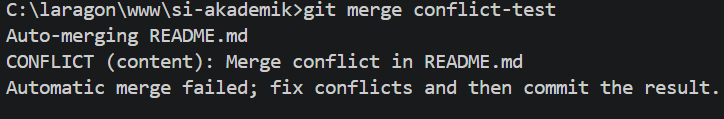 C:\laragon\www\si-akademik>git merge conflict-test
Auto-merging README.md
CONFLICT (content): Merge conflict in README.md
Automatic merge failed; fix conflicts and then commit the result.